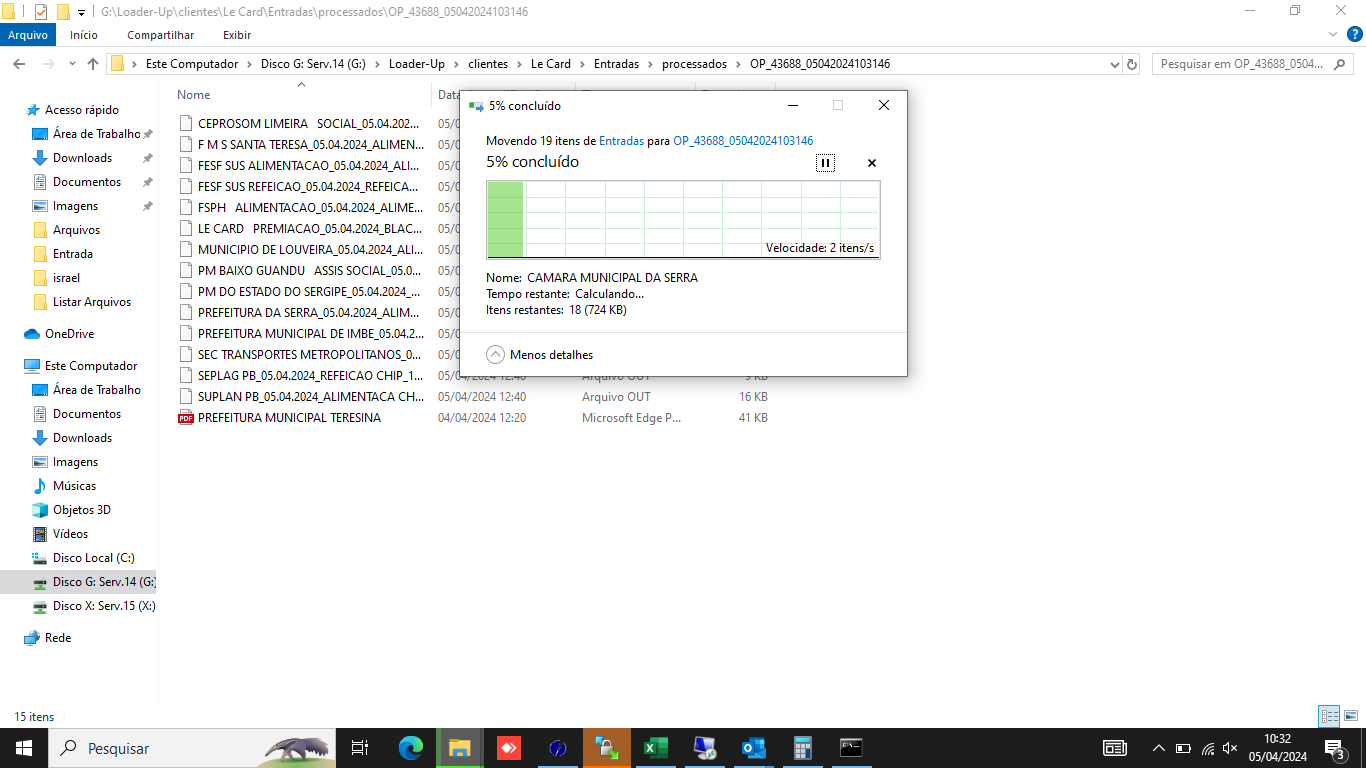 G:\Loader-Up\clientes\Le Card\Entradas\processados\OP_43688_05042024103146
Arquivo Início Compartilhar Exibir
Este Computador > Disco G: Serv.14 (G:) > Loader-Up > clientes > Le Card > Entradas > processados > OP_43688_05042024103146
Pesquisar em OP_43688_0504...
Acesso rápido
Área de Trabalho
Downloads
Documentos
Imagens
Arquivos
Entrada
israel
Listar Arquivos
OneDrive
Este Computador
Área de Trabalho
Documentos
Downloads
Imagens
Músicas
Objetos 3D
Vídeos
Disco Local (C:)
Disco G: Serv.14 (G:)
Disco X: Serv.15 (X:)
Rede
Nome
CEPROSOM LIMEIRA SOCIAL_05.04.202... 05/0
F M S SANTA TERESA_05.04.2024_ALIMEN... 05/0
FESF SUS ALIMENTACAO_05.04.2024_ALI... 05/0
FESF SUS REFEICAO_05.04.2024_REFEICA... 05/0
FSPH ALIMENTACAO_05.04.2024_ALIME... 05/0
LE CARD PREMIACAO_05.04.2024_BLAC... 05/0
MUNICIPIO DE LOUVEIRA_05.04.2024_ALI... 05/0
PM BAIXO GUANDU ASSIS SOCIAL_05.0... 05/0
PM DO ESTADO DO SERGIPE_05.04.2024_... 05/0
PREFEITURA DA SERRA_05.04.2024_ALIM... 05/0
PREFEITURA MUNICIPAL DE IMBE_05.04.2... 05/0
SEC TRANSPORTES METROPOLITANOS_0... 05/0
SEPLAG PB_05.04.2024_REFEICAO CHIP_1... 05/04/2024 12:40 Arquivo OUT 9 KB
SUPLAN PB_05.04.2024_ALIMENTACA CH... 05/04/2024 12:40 Arquivo OUT 16 KB
PREFEITURA MUNICIPAL TERESINA 04/04/2024 12:20 Microsoft Edge P... 41 KB
5% concluído
Movendo 19 itens de Entradas para OP_43688_05042024103146
5% concluído
Velocidade: 2 itens/s
Nome: CAMARA MUNICIPAL DA SERRA
Tempo restante: Calculando...
Itens restantes: 18 (724 KB)
Menos detalhes
15 itens
Pesquisar
10:32
05/04/2024
3